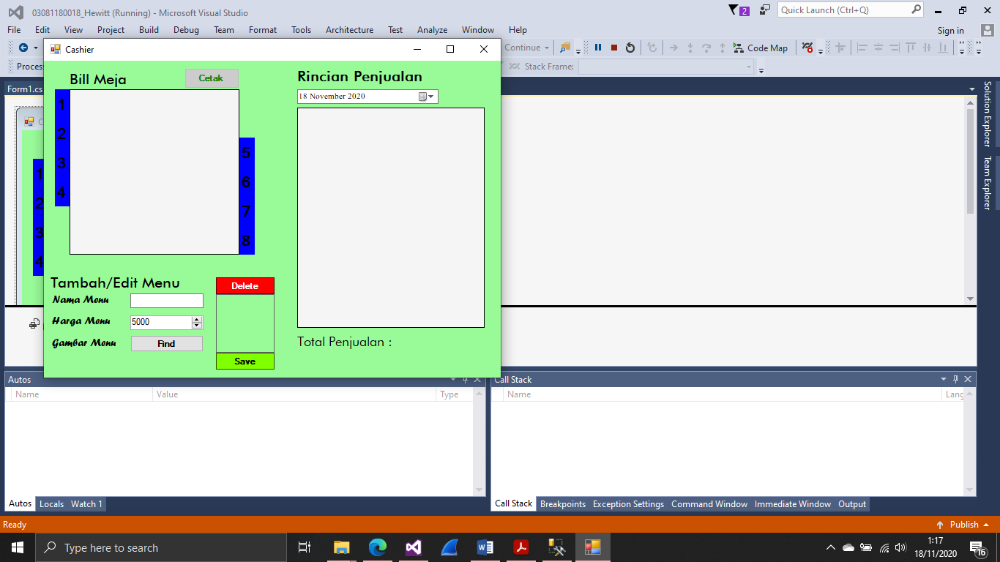 03081180018_Hewitt (Running) - Microsoft Visual Studio
2
Quick Launch (Ctrl+Q)
File Edit View Project Build Debug Team Format Tools Architecture Test Analyze Window Help
Sign in
Continue
Code Map
Cashier
Proces
Stack Frame:
Form1.cs
Bill Meja
Cetak
1
2
3
4
5
6
7
8
Rincian Penjualan
18 November 2020
Total Penjualan :
Tambah/Edit Menu
Nama Menu
Harga Menu
5000
Gambar Menu
Find
Delete
Save
1
2
3
4
Solution Explorer
Team Explorer
Autos
Name Value Type
Autos Locals Watch 1
Call Stack
Name Lang
Call Stack Breakpoints Exception Settings Command Window Immediate Window Output
Ready
Publish
Type here to search
1:17
18/11/2020
16